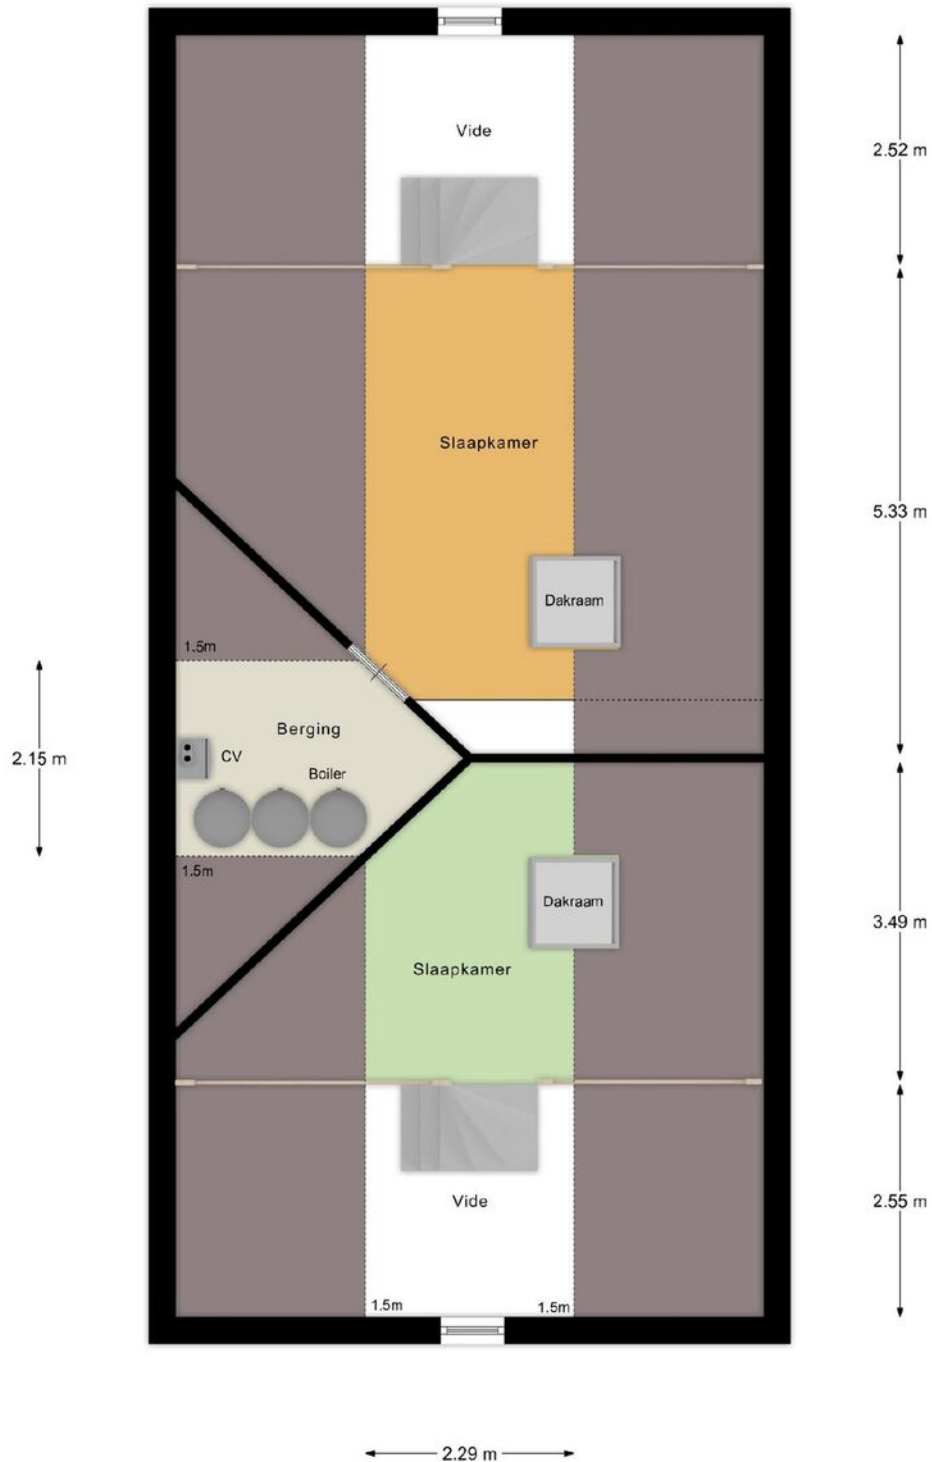 Vide
2.52 m
Slaapkamer
5.33 m
Dakraam
1.5m
Berging
CV
2.15 m
Boiler
1.5m
Dakraam
3.49 m
Slaapkamer
Vide
2.55 m
1.5m
1.5m
2.29 m